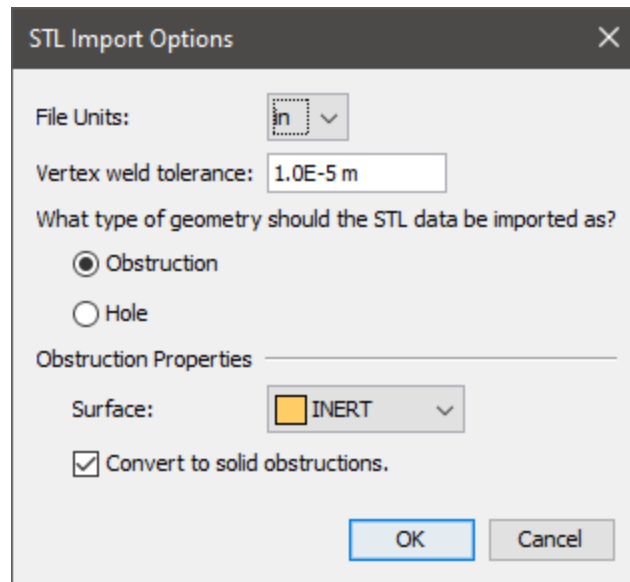 STL Import Options
File Units: in
Vertex weld tolerance: 1.0E-5 m
What type of geometry should the STL data be imported as?
Obstruction
Hole
Obstruction Properties
Surface: INERT
Convert to solid obstructions.
OK Cancel